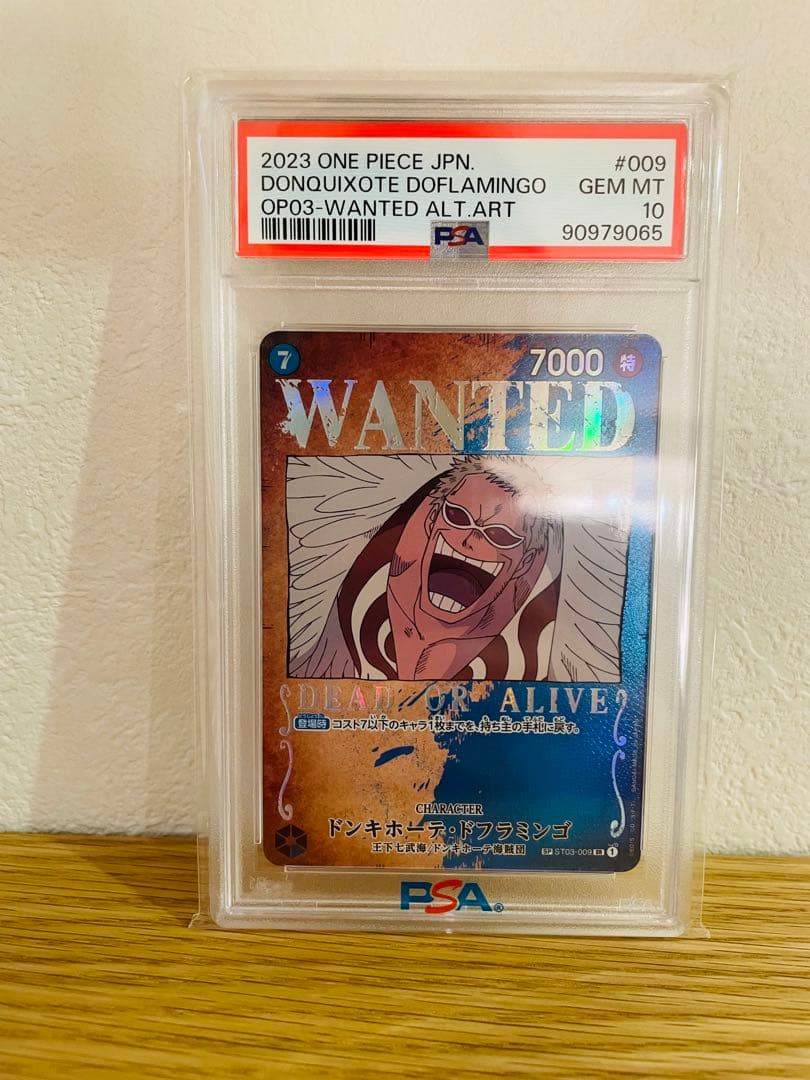 2023 ONE PIECE JPN. #009
DONQUIXOTE DOFLAMINGO GEM MT
OP03-WANTED ALT.ART 10
PSA 90979065
7 7000 特
WANTED
DEAD OR ALIVE
登場時 コスト7以下のキャラ1枚までを、持ち主の手札に戻す。
CHARACTER
ドンキホーテ・ドフラミンゴ
王下七武海/ドンキホーテ海賊団
SP ST03-009 SR 1
PSA®